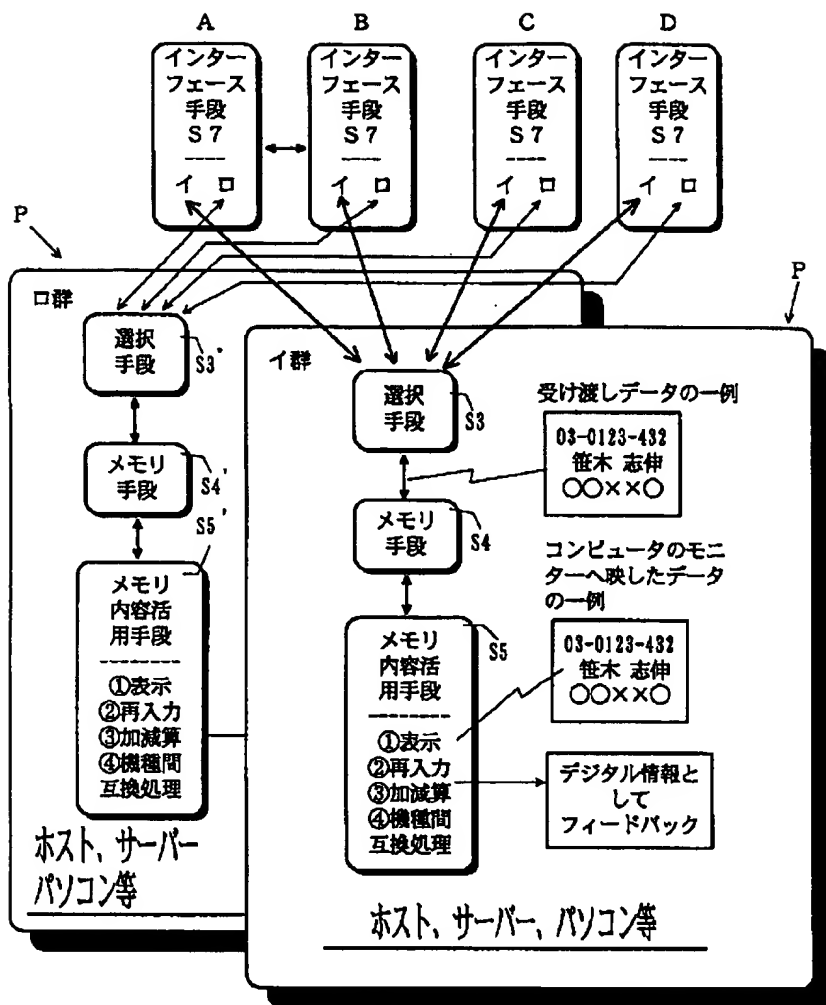 A
B
C
D
インター
フェース
手段
S7
イ ロ
インター
フェース
手段
S7
イ ロ
インター
フェース
手段
S7
イ ロ
インター
フェース
手段
S7
イ ロ
P
P
ロ群
選択
手段
S3'
メモリ
手段
S4'
S5'
メモリ
内容活
用手段
①表示
②再入力
③加減算
④機種間
互換処理
ホスト、サーバー
パソコン等
イ群
選択
手段
S3
メモリ
手段
S4
メモリ
内容活
用手段
S5
①表示
②再入力
③加減算
④機種間
互換処理
受け渡しデータの一例
03-0123-432
笹木 志伸
○○××○
コンピュータのモニ
ターへ映したデータ
の一例
03-0123-432
笹木 志伸
○○××○
デジタル情報と
して
フィードバック
ホスト、サーバー、パソコン等